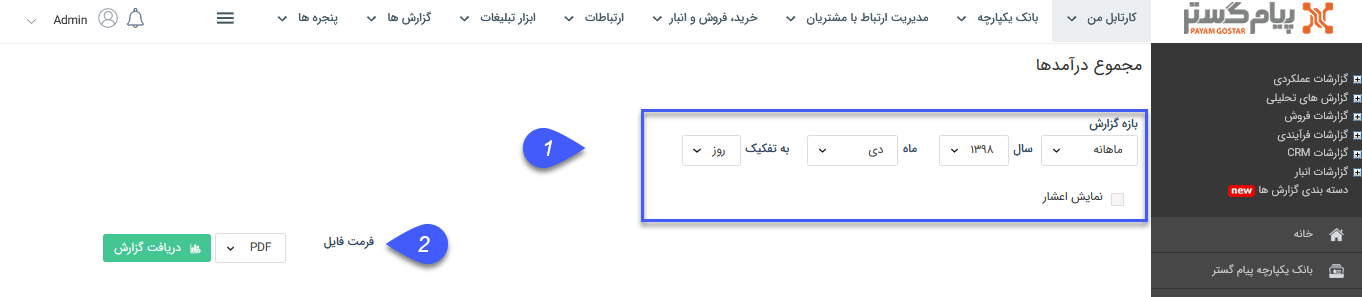 پیام گستر
PAYAM GOSTAR
کارتابل من
بانک یکپارچه
مدیریت ارتباط با مشتریان
خرید، فروش و انبار
ارتباطات
ابزار تبلیغات
گزارش ها
پنجره ها
Admin
گزارشات عملکردی
گزارش های تحلیلی
گزارشات فروش
گزارشات فرآیندی
گزارشات CRM
گزارشات انبار
دسته بندی گزارش ها new
خانه
بانک یکپارچه پیام گستر
مجموع درآمدها
بازه گزارش
ماهانه سال ۱۳۹۸ ماه دی به تفکیک روز
1
نمایش اعشار
2
فرمت فایل
PDF دریافت گزارش